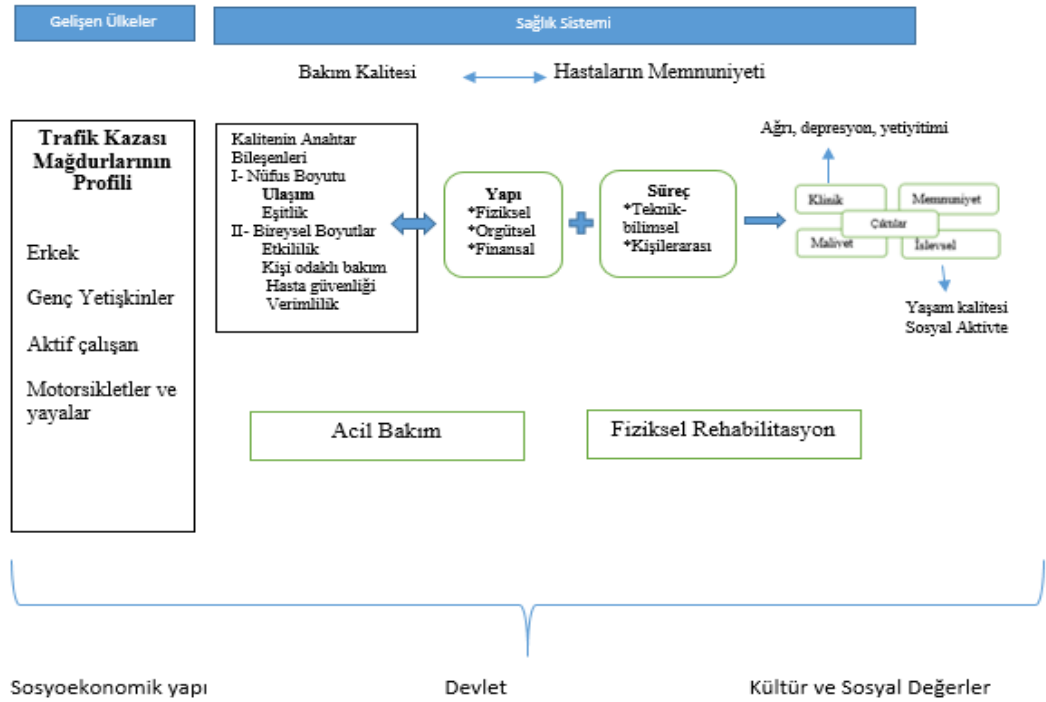 Gelişen Ülkeler
Sağlık Sistemi
Bakım Kalitesi
Hastaların Memnuniyeti
Trafik Kazası
Mağdurlarının
Profili
Erkek
Genç Yetişkinler
Aktif çalışan
Motorsikletler ve
yayalar
Kalitenin Anahtar
Bileşenleri
I- Nüfus Boyutu
Ulaşım
Eşitlik
II- Bireysel Boyutlar
Etkililik
Kişi odaklı bakım
Hasta güvenliği
Verimlilik
Yapı
*Fiziksel
*Orgütsel
*Finansal
Süreç
*Teknik-
bilimsel
*Kişilerarası
Ağrı, depresyon, yetiyitimi
Klinik
Memnuniyet
Çıktılar
Maliyet
İslevsel
Yaşam kalitesi
Sosyal Aktivte
Acil Bakım
Fiziksel Rehabilitasyon
Sosyoekonomik yapı
Devlet
Kültür ve Sosyal Değerler